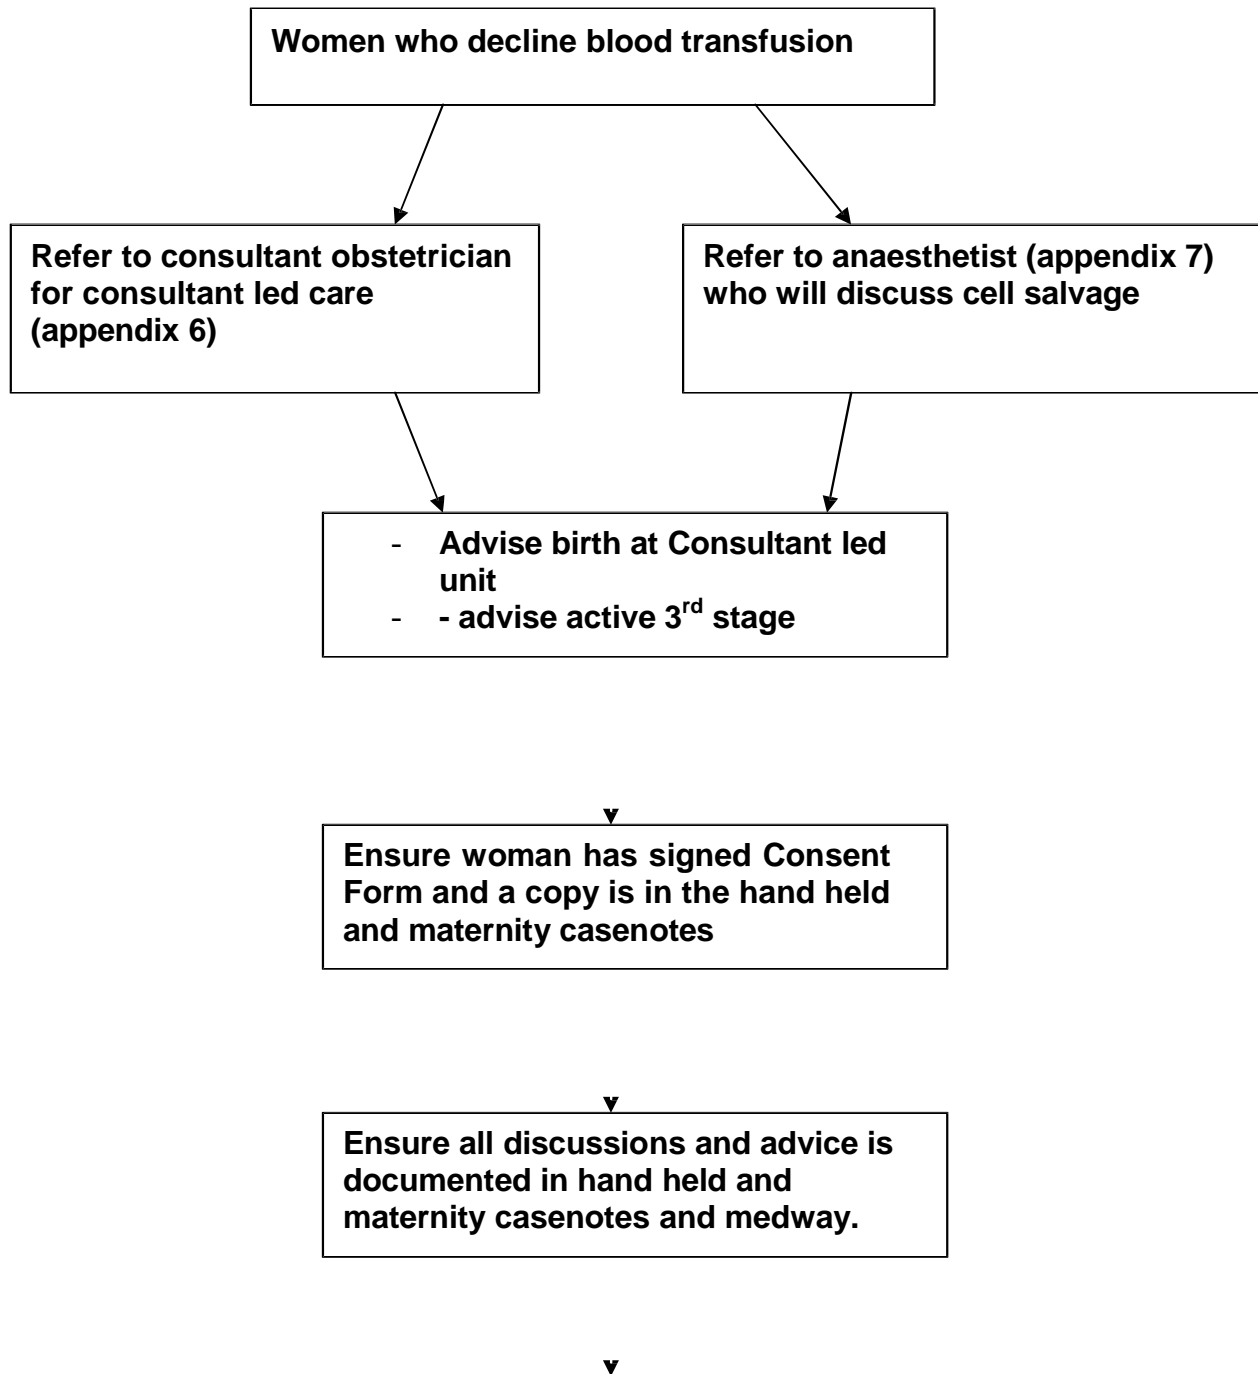 Women who decline blood transfusion
Refer to consultant obstetrician
for consultant led care
(appendix 6)
Refer to anaesthetist (appendix 7)
who will discuss cell salvage
- Advise birth at Consultant led
unit
- - advise active 3rd stage
Ensure woman has signed Consent
Form and a copy is in the hand held
and maternity casenotes
Ensure all discussions and advice is
documented in hand held and
maternity casenotes and medway.